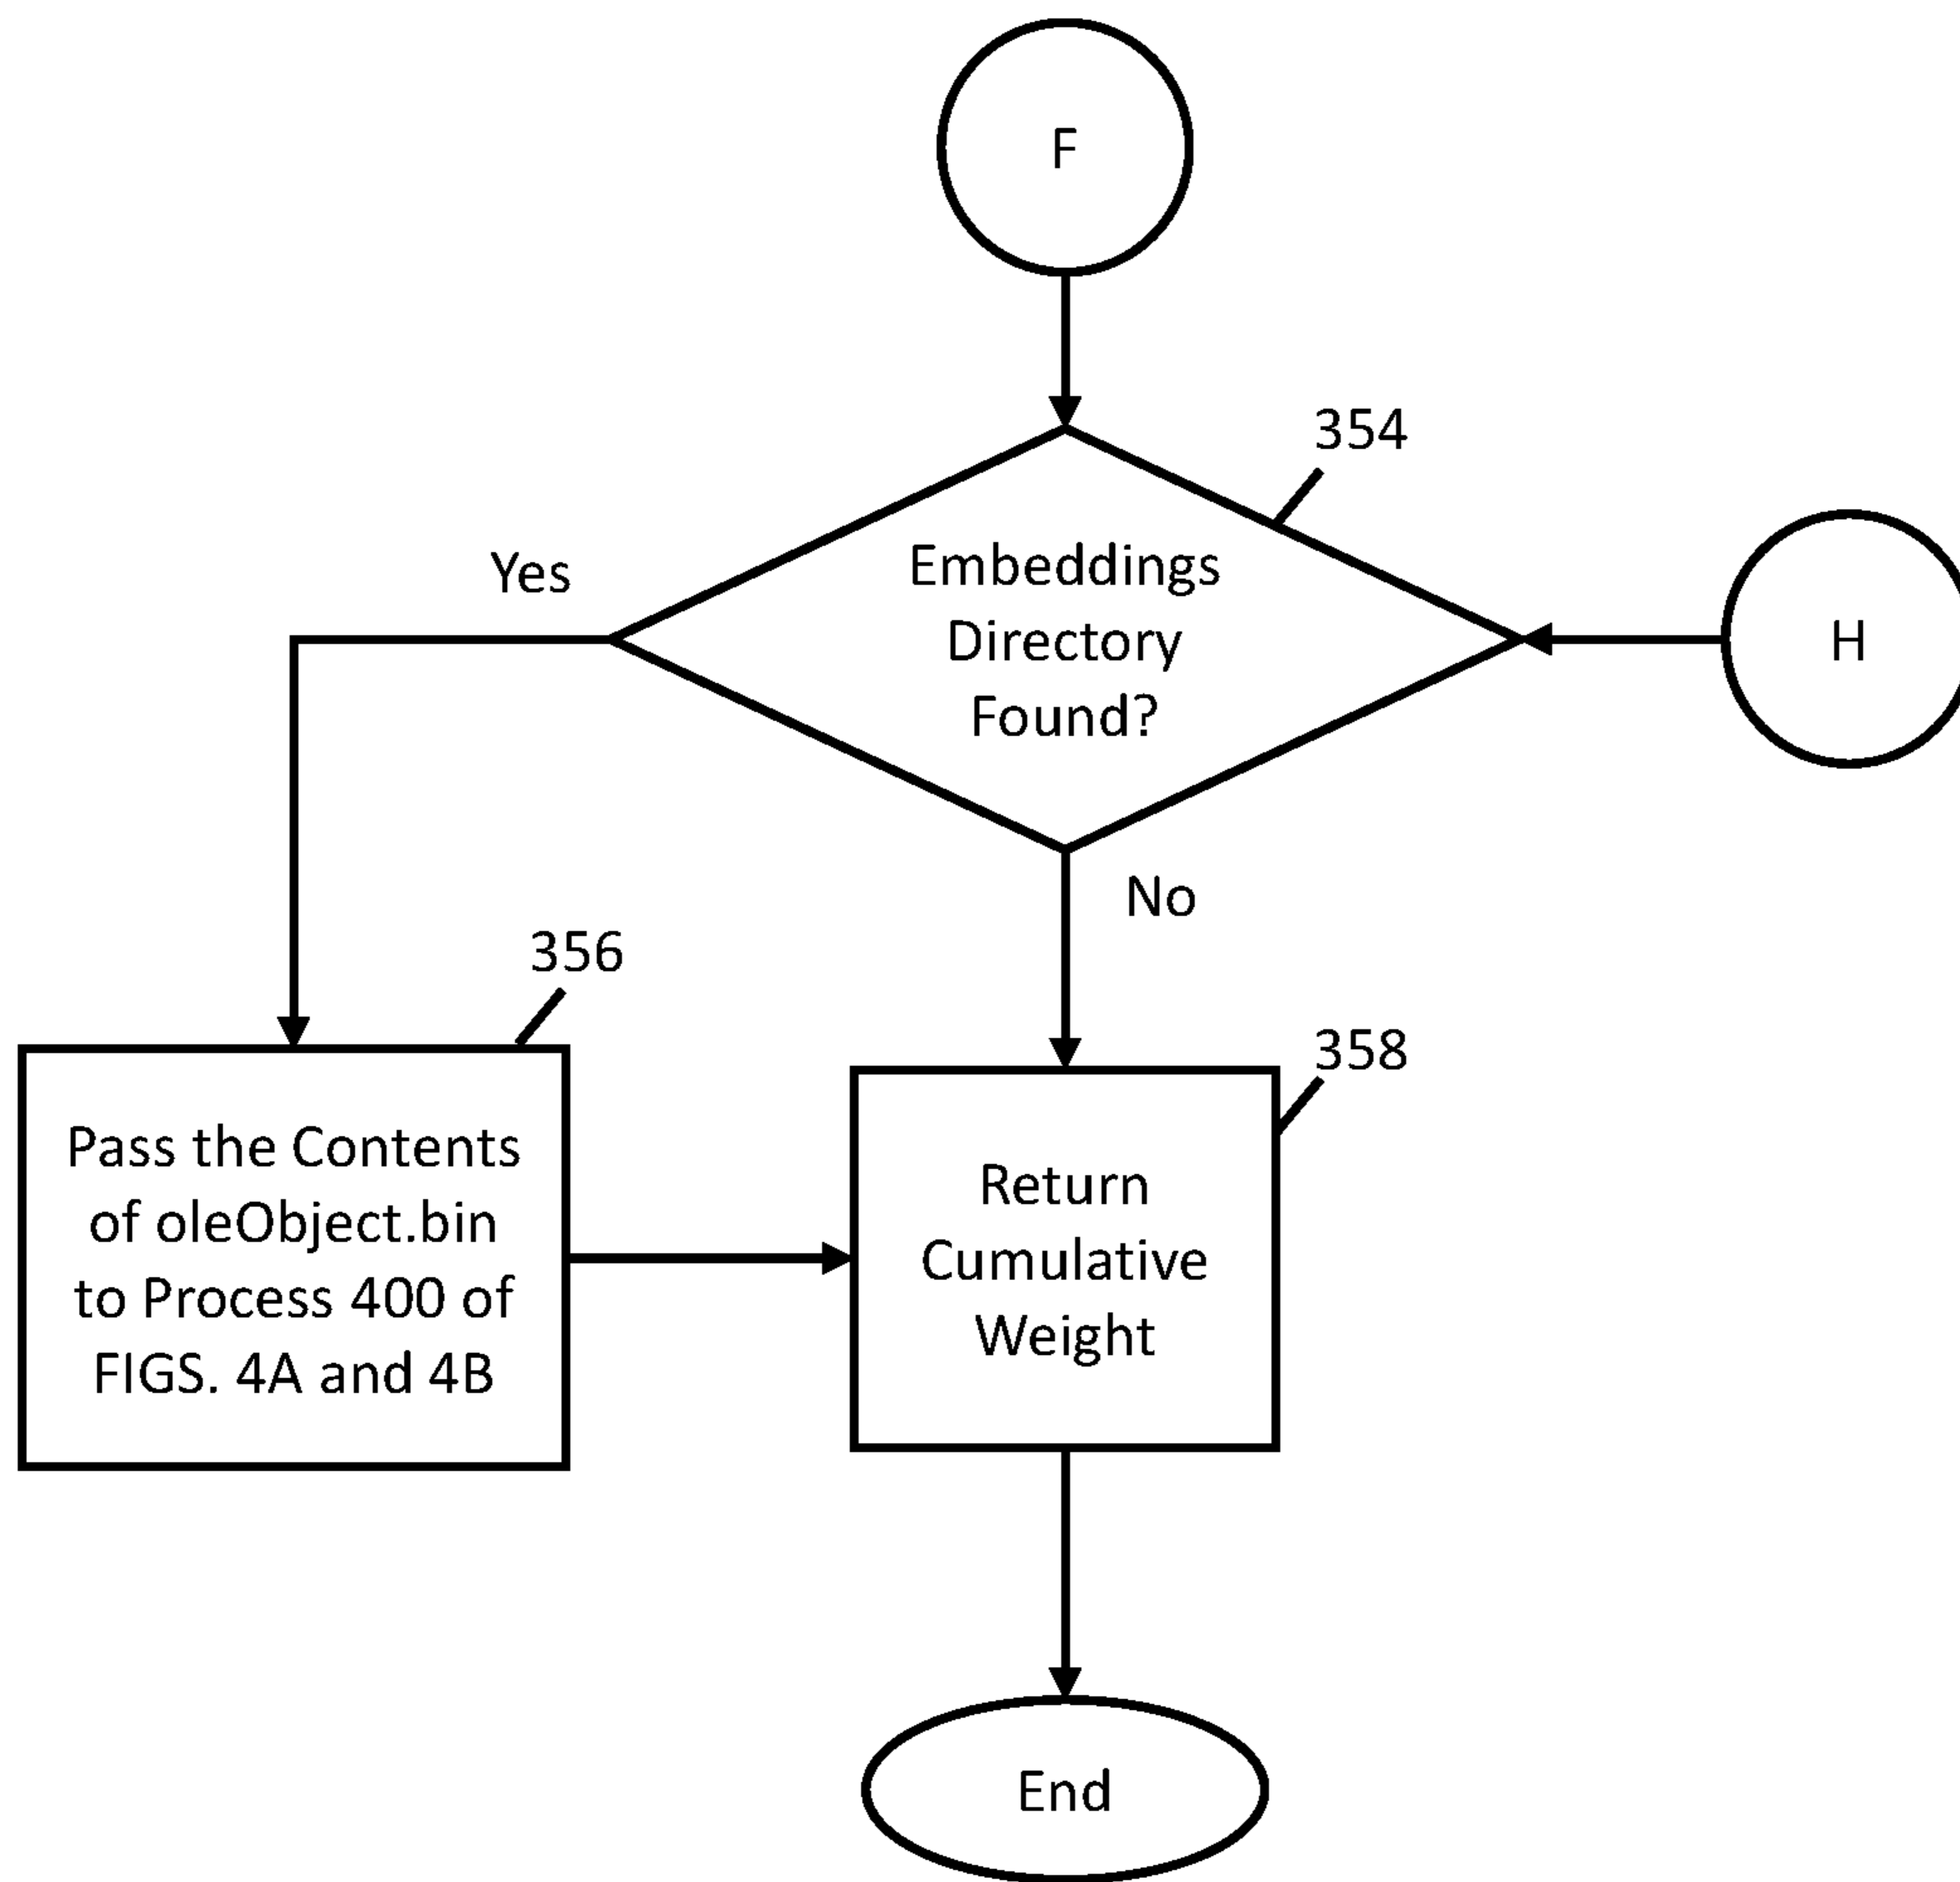 F
354
Embeddings
Directory
Found?
H
Yes
No
356
Pass the Contents
of oleObject.bin
to Process 400 of
FIGS. 4A and 4B
358
Return
Cumulative
Weight
End